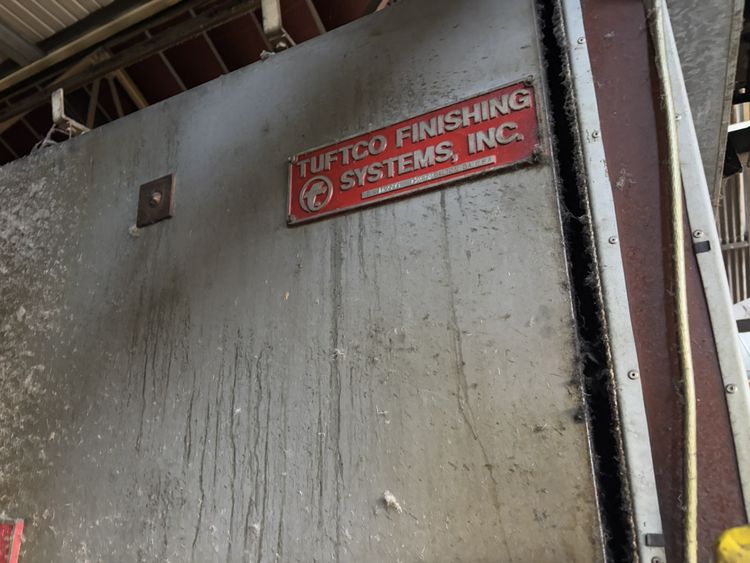 TUFTCO FINISHING
SYSTEMS, INC.